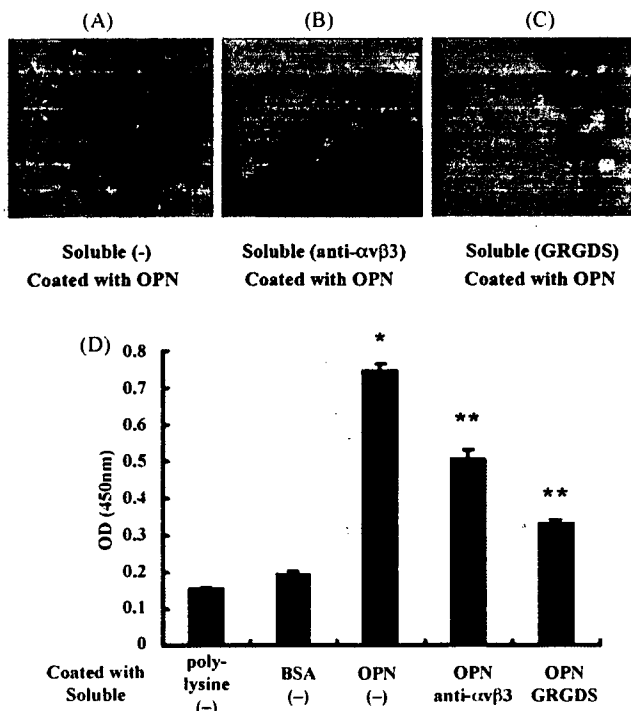 (A) (B) (C)
Soluble (-) Soluble (anti-αvβ3) Soluble (GRGDS)
Coated with OPN Coated with OPN Coated with OPN
(D)
0.8
0.7
0.6
0.5
0.4
0.3
0.2
0.1
0
OD (450nm)
*
**
**
Coated with poly-lysine BSA OPN OPN OPN
Soluble (–) (–) (–) anti-αvβ3 GRGDS